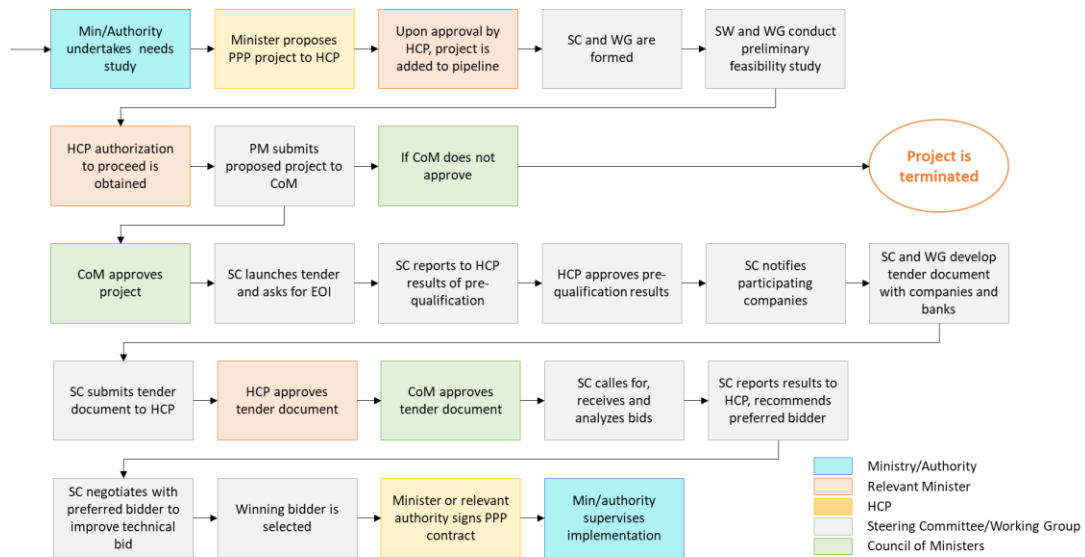 Min/Authority
undertakes needs
study
Minister proposes
PPP project to HCP
Upon approval by
HCP, project is
added to pipeline
SC and WG are
formed
SW and WG conduct
preliminary
feasibility study
HCP authorization
to proceed is
obtained
PM submits
proposed project to
CoM
If CoM does not
approve
Project is
terminated
CoM approves
project
SC launches tender
and asks for EOI
SC reports to HCP
results of pre-
qualification
HCP approves pre-
qualification results
SC notifies
participating
companies
SC and WG develop
tender document
with companies and
banks
SC submits tender
document to HCP
HCP approves
tender document
CoM approves
tender document
SC calles for,
receives and
analyzes bids
SC reports results to
HCP, recommends
preferred bidder
SC negotiates with
preferred bidder to
improve technical
bid
Winning bidder is
selected
Minister or relevant
authority signs PPP
contract
Min/authority
supervises
implementation
Ministry/Authority
Relevant Minister
HCP
Steering Committee/Working Group
Council of Ministers